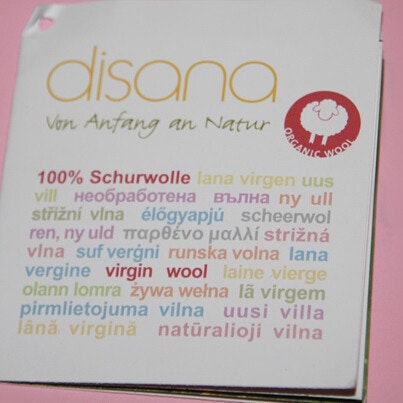 disana
Von Anfang an Natur
ORGANIC WOOL
100% Schurwolle lana virgen uus
vill необработена вълна ny ull
střižní vlna élőgyapjú scheerwol
ren, ny uld παρθένο μαλλί strižná
vlna suf verġni runska volna lana
vergine virgin wool laine vierge
olann lomra żywa wełna lã virgem
pirmlietojuma vilna uusi villa
lână virgină natūralioji vilna